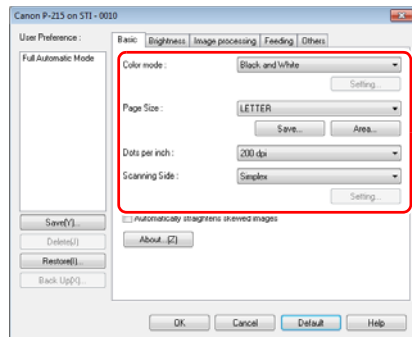 Canon P-215 on STI - 0010
User Preference :
Full Automatic Mode
Save(Y)...
Delete(J)
Restore(I)...
Back Up(X)...
Basic Brightness Image processing Feeding Others
Color mode : Black and White
Setting...
Page Size : LETTER
Save... Area...
Dots per inch : 200 dpi
Scanning Side : Simplex
Setting...
Automatically straightens skewed images
About...(Z)
OK Cancel Default Help